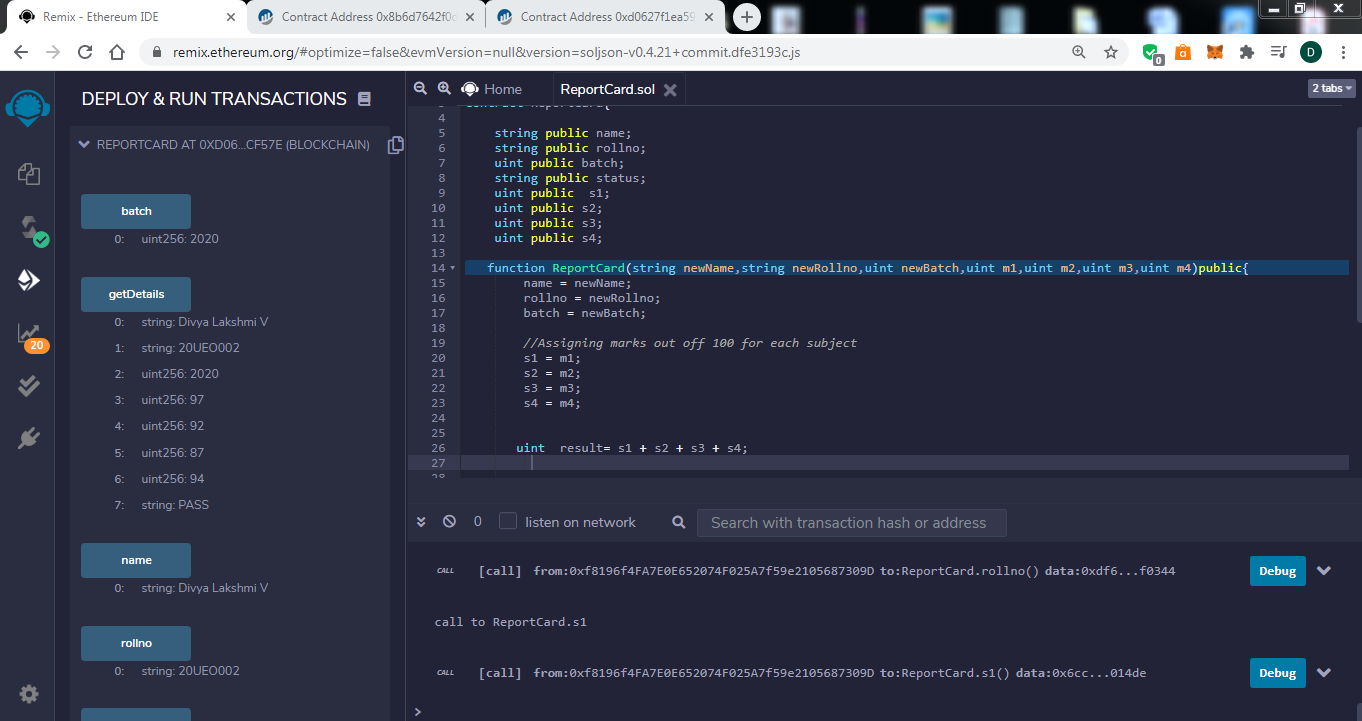 Remix - Ethereum IDE
Contract Address 0x8b6d7642f0
Contract Address 0xd0627f1ea59
remix.ethereum.org/#optimize=false&evmVersion=null&version=soljson-v0.4.21+commit.dfe3193c.js
0
D
DEPLOY & RUN TRANSACTIONS
REPORTCARD AT 0XD06...CF57E (BLOCKCHAIN)
batch
0: uint256: 2020
getDetails
0: string: Divya Lakshmi V
1: string: 20UEO002
2: uint256: 2020
3: uint256: 97
4: uint256: 92
5: uint256: 87
6: uint256: 94
7: string: PASS
name
0: string: Divya Lakshmi V
rollno
0: string: 20UEO002
20
Home
ReportCard.sol
2 tabs
4
5 string public name;
6 string public rollno;
7 uint public batch;
8 string public status;
9 uint public  s1;
10 uint public s2;
11 uint public s3;
12 uint public s4;
13
14 function ReportCard(string newName,string newRollno,uint newBatch,uint m1,uint m2,uint m3,uint m4)public{
15 name = newName;
16 rollno = newRollno;
17 batch = newBatch;
18
19 //Assigning marks out off 100 for each subject
20 s1 = m1;
21 s2 = m2;
22 s3 = m3;
23 s4 = m4;
24
25
26 uint  result= s1 + s2 + s3 + s4;
27
28
0
listen on network
Search with transaction hash or address
CALL [call] from:0xf8196f4FA7E0E652074F025A7f59e2105687309D to:ReportCard.rollno() data:0xdf6...f0344
Debug
call to ReportCard.s1
CALL [call] from:0xf8196f4FA7E0E652074F025A7f59e2105687309D to:ReportCard.s1() data:0x6cc...014de
Debug
>